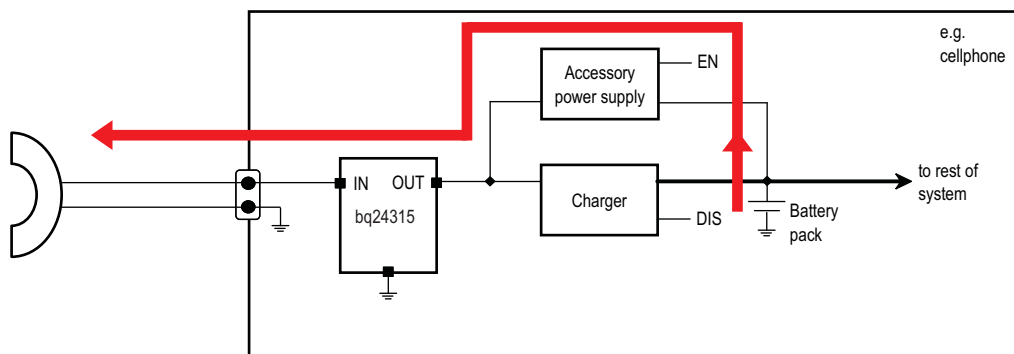 e.g.
cellphone
Accessory
power supply
EN
IN
OUT
bq24315
Charger
DIS
to rest of
system
Battery
pack